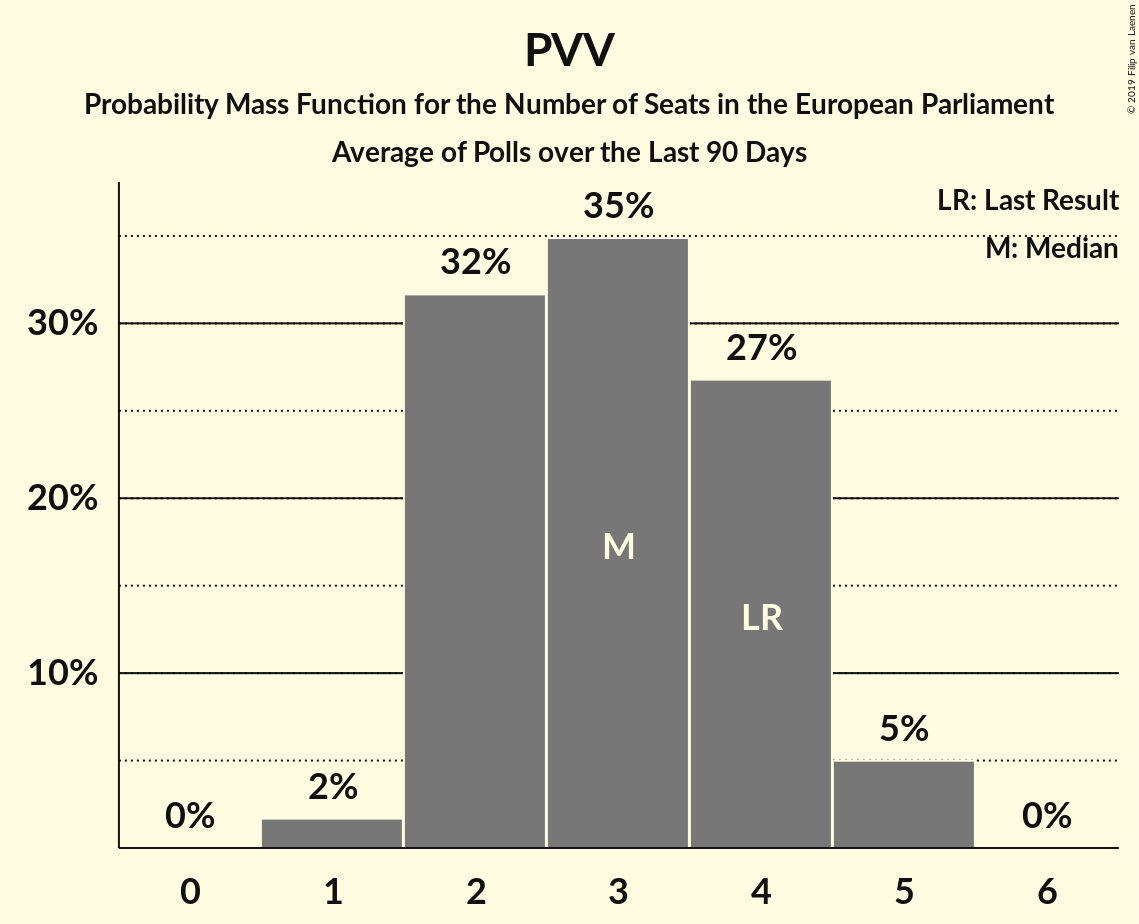 PVV
Probability Mass Function for the Number of Seats in the European Parliament
Average of Polls over the Last 90 Days
© 2019 Filip van Laenen
LR: Last Result
M: Median
35%
32%
30%
27%
20%
M
LR
10%
5%
2%
0%
0%
0 1 2 3 4 5 6